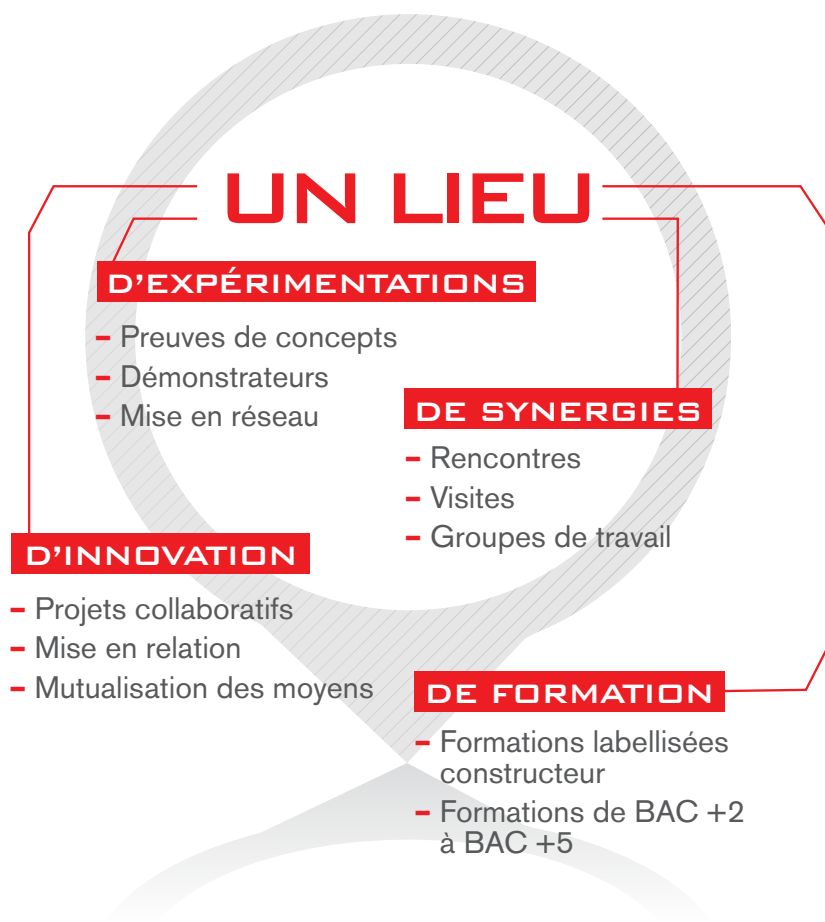 UN LIEU
D'EXPÉRIMENTATIONS
– Preuves de concepts
– Démonstrateurs
– Mise en réseau
DE SYNERGIES
– Rencontres
– Visites
– Groupes de travail
D'INNOVATION
– Projets collaboratifs
– Mise en relation
– Mutualisation des moyens
DE FORMATION
– Formations labellisées
constructeur
– Formations de BAC +2
à BAC +5